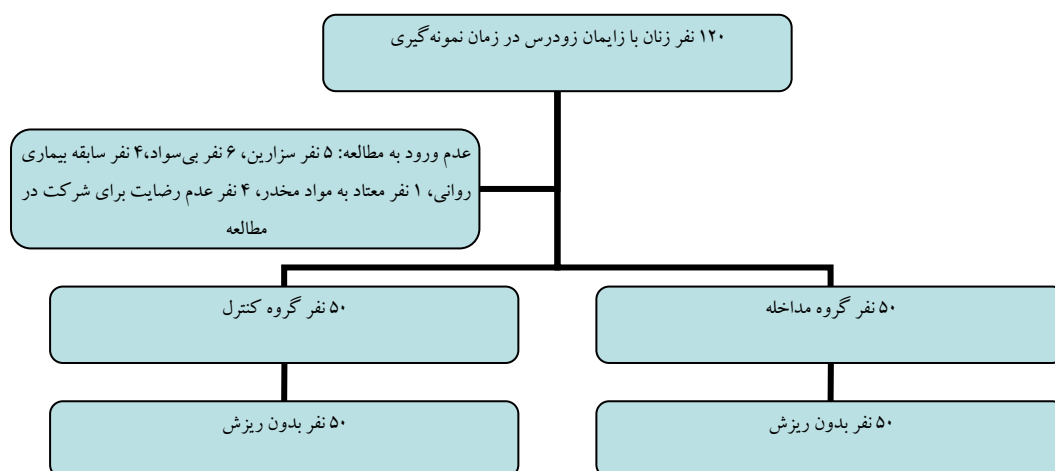 ۱۲۰ نفر زنان با زایمان زودرس در زمان نمونه‌گیری
عدم ورود به مطالعه: ۵ نفر سزارین، ۶ نفر بی‌سواد،۴ نفر سابقه بیماری
روانی، ۱ نفر معتاد به مواد مخدر، ۴ نفر عدم رضایت برای شرکت در
مطالعه
۵۰ نفر گروه مداخله
۵۰ نفر گروه کنترل
۵۰ نفر بدون ریزش
۵۰ نفر بدون ریزش